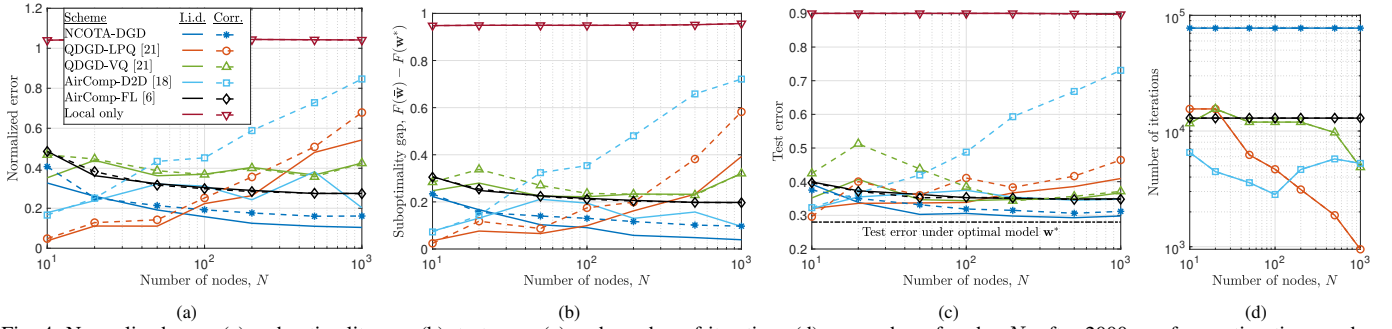 Scheme I.i.d. Corr.
NCOTA-DGD
QDGD-LPQ [21]
QDGD-VQ [21]
AirComp-D2D [18]
AirComp-FL [6]
Local only
Normalized error
1.2
1
0.8
0.6
0.4
0.2
0
10^1 10^2 10^3
Number of nodes, N
(a)
Suboptimality gap, F(w̄) − F(w*)
1
0.8
0.6
0.4
0.2
0
10^1 10^2 10^3
Number of nodes, N
(b)
Test error
0.9
0.8
0.7
0.6
0.5
0.4
0.3
0.2
Test error under optimal model w*
10^1 10^2 10^3
Number of nodes, N
(c)
Number of iterations
10^5
10^4
10^3
10^1 10^2 10^3
Number of nodes, N
(d)